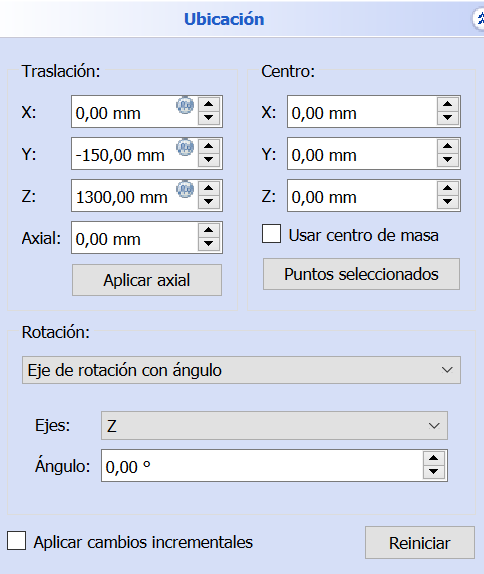 Ubicación
Traslación:
X: 0,00 mm
Y: -150,00 mm
Z: 1300,00 mm
Axial: 0,00 mm
Aplicar axial
Centro:
X: 0,00 mm
Y: 0,00 mm
Z: 0,00 mm
Usar centro de masa
Puntos seleccionados
Rotación:
Eje de rotación con ángulo
Ejes: Z
Ángulo: 0,00 °
Aplicar cambios incrementales
Reiniciar